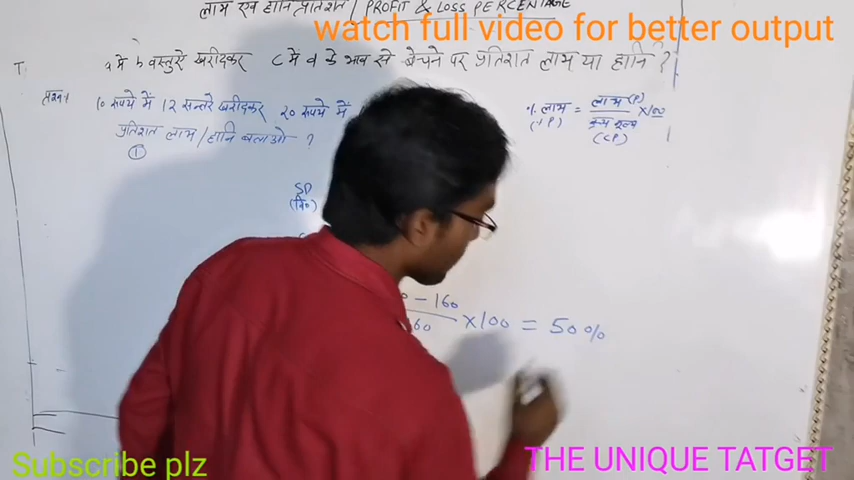 लाभ एवं हानि प्रतिशत / PROFIT & LOSS PERCENTAGE
watch full video for better output
T. a में b वस्तुऐं खरीदकर c में d के भाव से बेचने पर प्रतिशत लाभ या हानि ?
प्रश्न 10 रूपये में 12 सन्तरे खरीदकर 20 रूपये में
प्रतिशत लाभ/हानि बताओ ?
①
% लाभ = लाभ (P) / क्रय मूल्य (CP) × 100
(% P)
SP
(वि०)
- 160 / 60 × 100 = 50%
Subscribe plz
THE UNIQUE TATGET